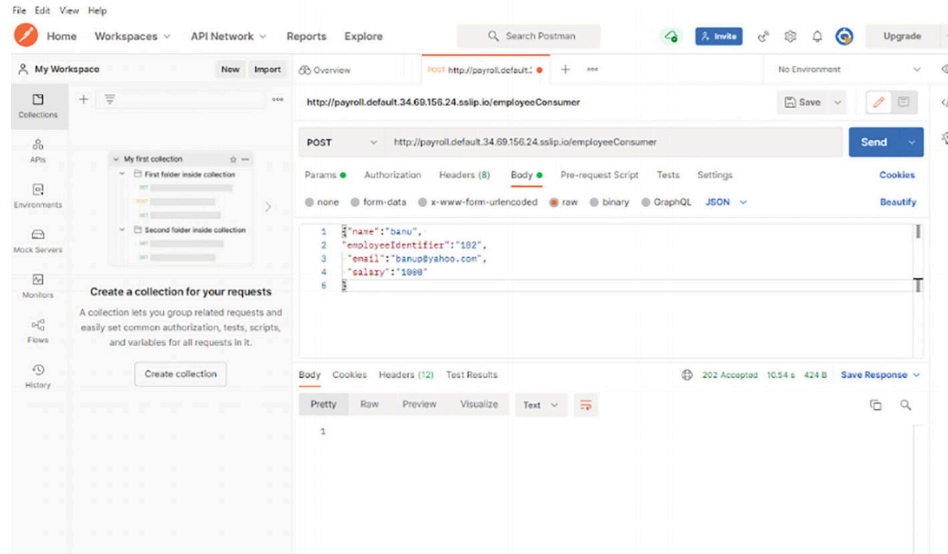 File Edit View Help
Home Workspaces API Network Reports Explore Search Postman Invite Upgrade
My Workspace New Import Overview POST http://payroll.default.: No Environment
http://payroll.default.34.69.156.24.sslip.io/employeeConsumer Save
Collections
POST http://payroll.default.34.69.156.24.sslip.io/employeeConsumer Send
APIs
My first collection
First folder inside collection
GET
POST
GET
Second folder inside collection
GET
GET
Environments
Mock Servers
Monitors
Flows
History
Create a collection for your requests
A collection lets you group related requests and
easily set common authorization, tests, scripts,
and variables for all requests in it.
Create collection
Params Authorization Headers (8) Body Pre-request Script Tests Settings Cookies
none form-data x-www-form-urlencoded raw binary GraphQL JSON Beautify
1 {"name":"banu",
2 "employeeIdentifier":"102",
3 "email":"banup@yahoo.com",
4 "salary":"1000"
5 }
Body Cookies Headers (12) Test Results 202 Accepted 10.54 s 424 B Save Response
Pretty Raw Preview Visualize Text
1